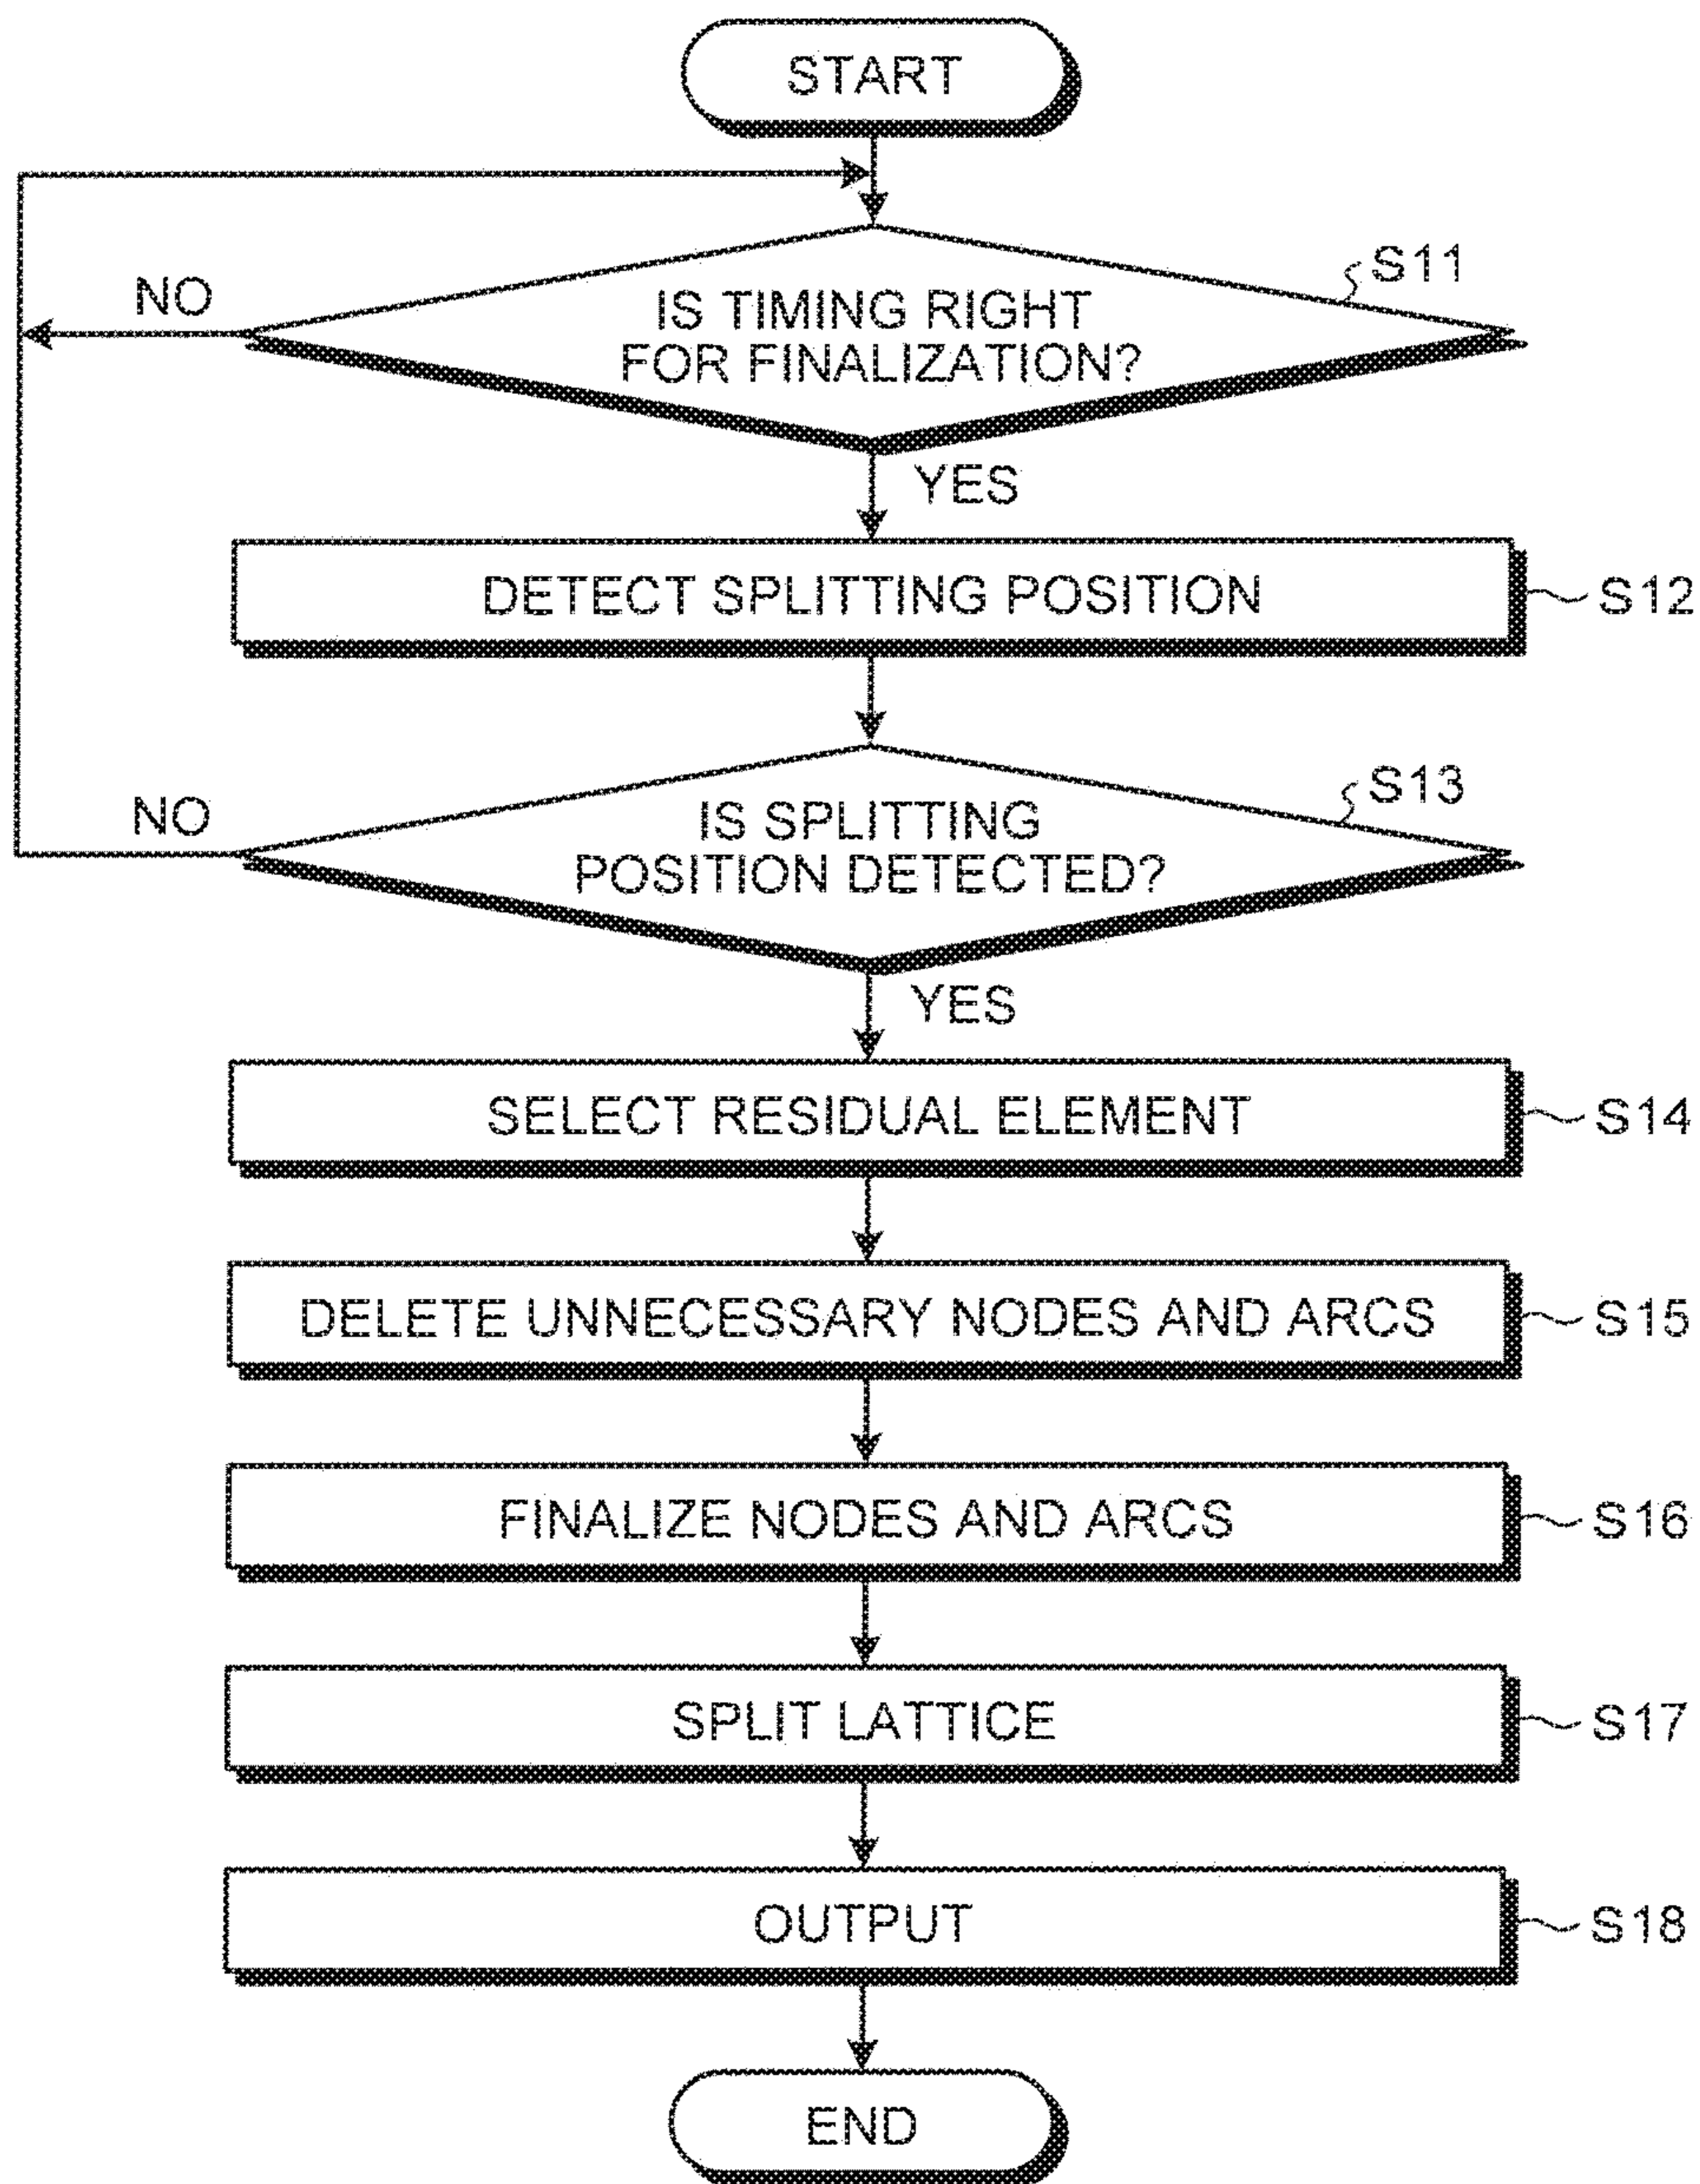 START
S11
NO
IS TIMING RIGHT
FOR FINALIZATION?
YES
DETECT SPLITTING POSITION
S12
S13
NO
IS SPLITTING
POSITION DETECTED?
YES
SELECT RESIDUAL ELEMENT
S14
DELETE UNNECESSARY NODES AND ARCS
S15
FINALIZE NODES AND ARCS
S16
SPLIT LATTICE
S17
OUTPUT
S18
END